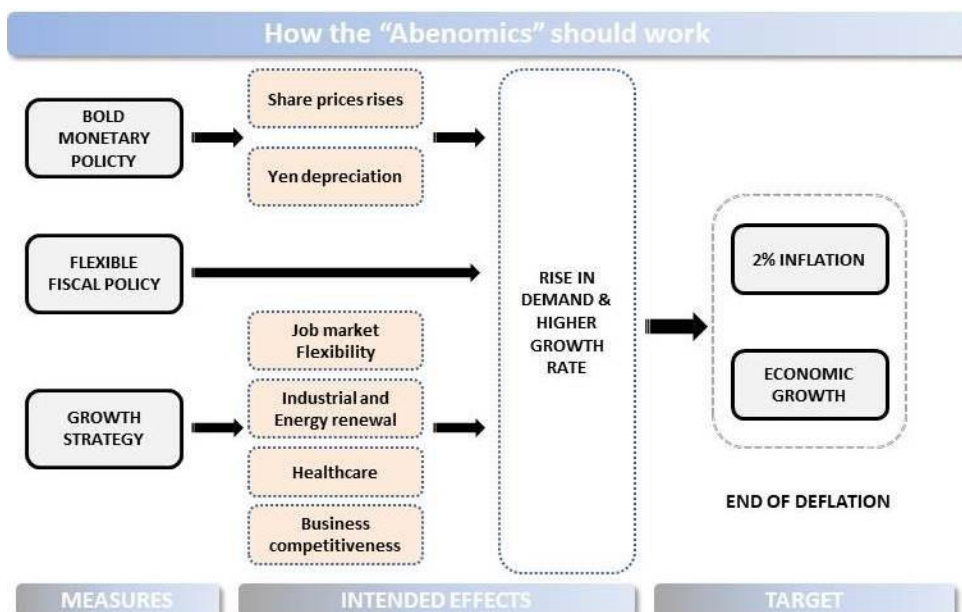 How the “Abenomics” should work
BOLD
MONETARY
POLICTY
Share prices rises
Yen depreciation
FLEXIBLE
FISCAL POLICY
GROWTH
STRATEGY
Job market
Flexibility
Industrial and
Energy renewal
Healthcare
Business
competitiveness
RISE IN
DEMAND &
HIGHER
GROWTH
RATE
2% INFLATION
ECONOMIC
GROWTH
END OF DEFLATION
MEASURES
INTENDED EFFECTS
TARGET